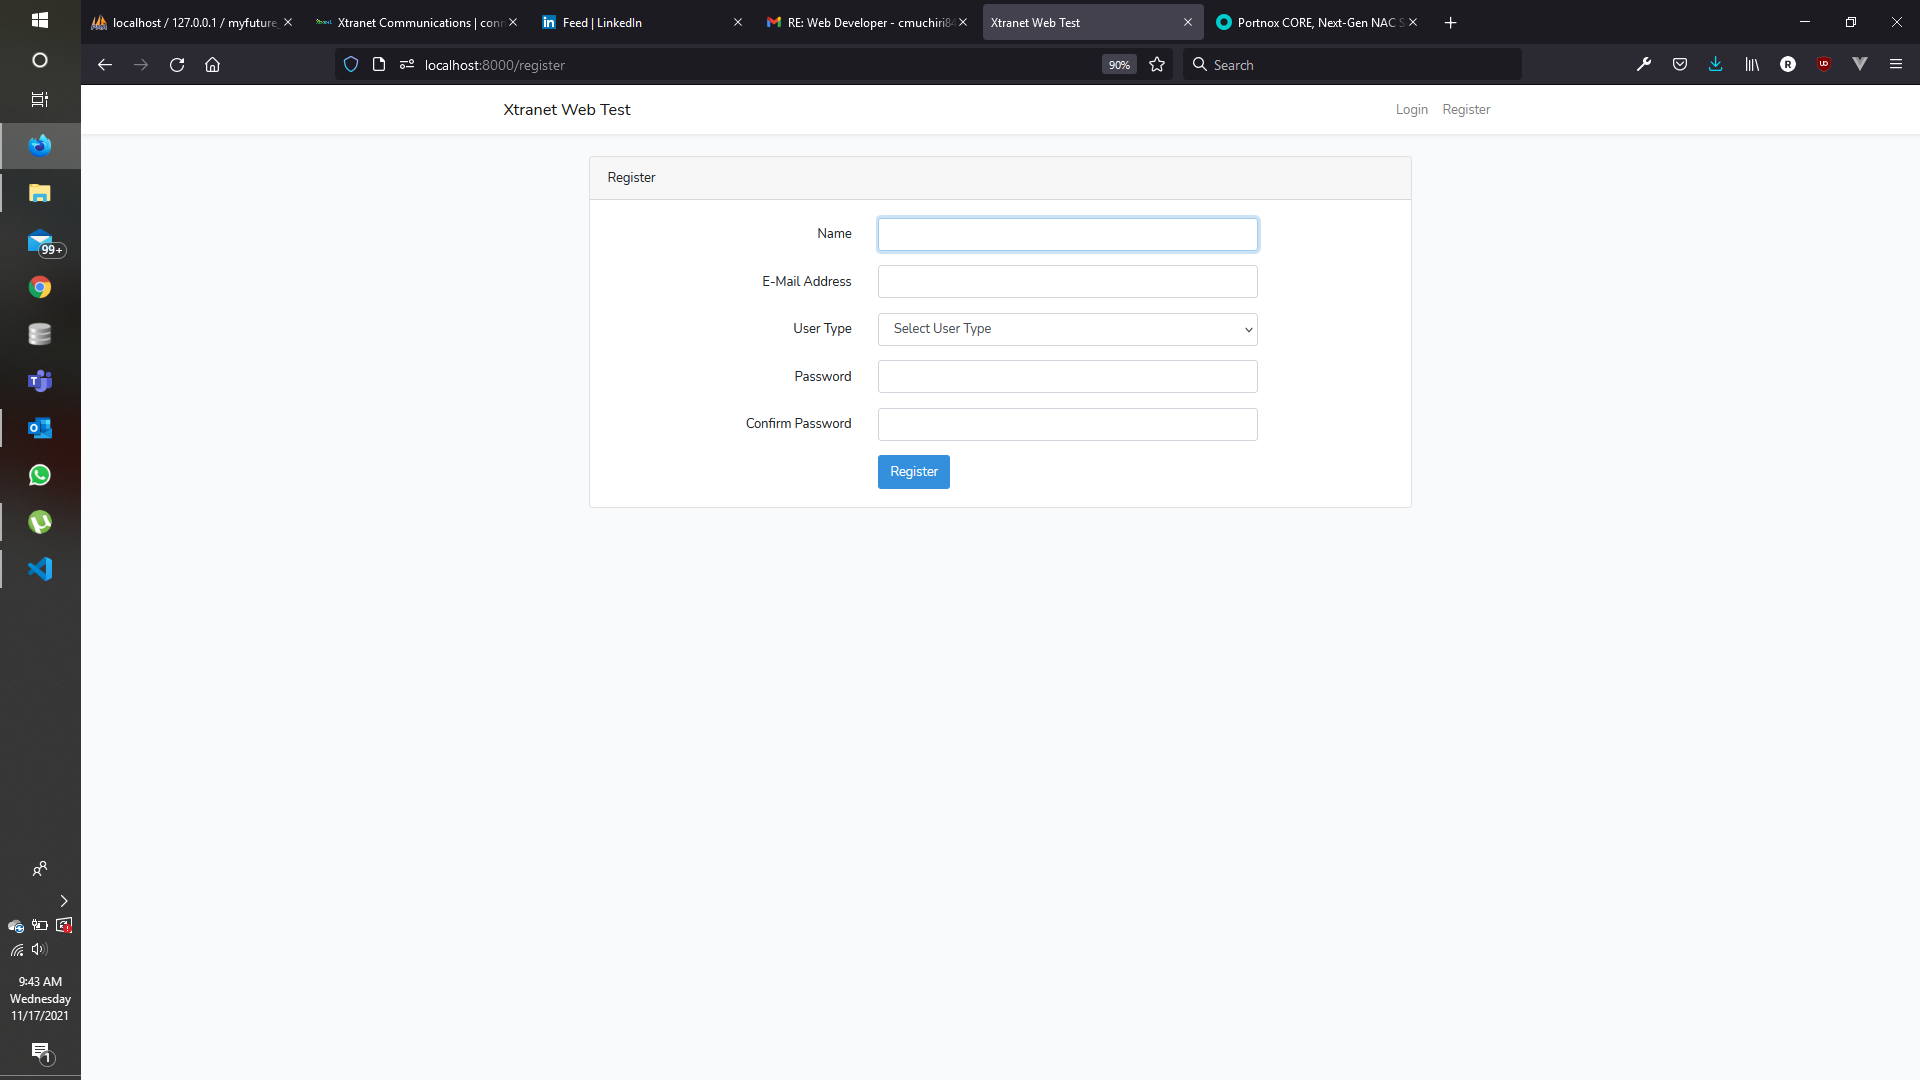 localhost / 127.0.0.1 / myfuture
Xtranet Communications | conn
Feed | LinkedIn
RE: Web Developer - cmuchiri84
Xtranet Web Test
Portnox CORE, Next-Gen NAC S
localhost:8000/register
90%
Search
Xtranet Web Test
Login
Register
Register
Name
E-Mail Address
User Type
Select User Type
Password
Confirm Password
Register
99+
9:43 AM
Wednesday
11/17/2021
1